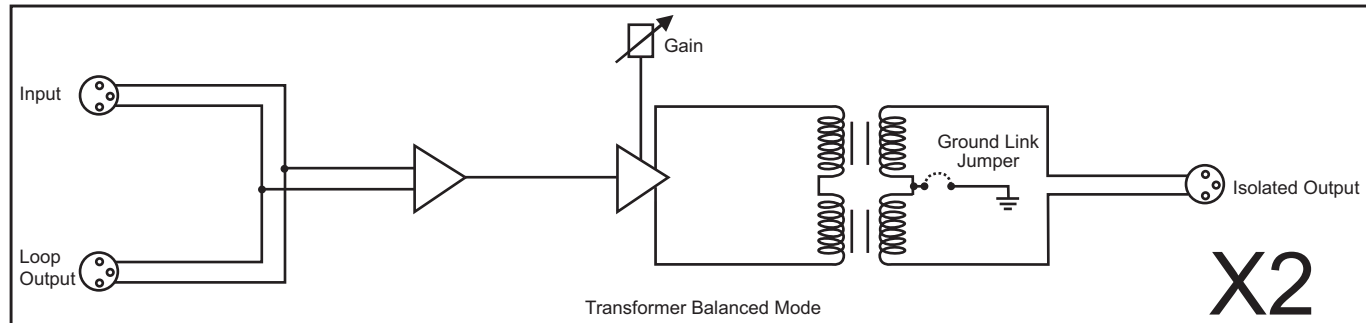 Gain
Input
Ground Link
Jumper
Isolated Output
Loop
Output
Transformer Balanced Mode
X2